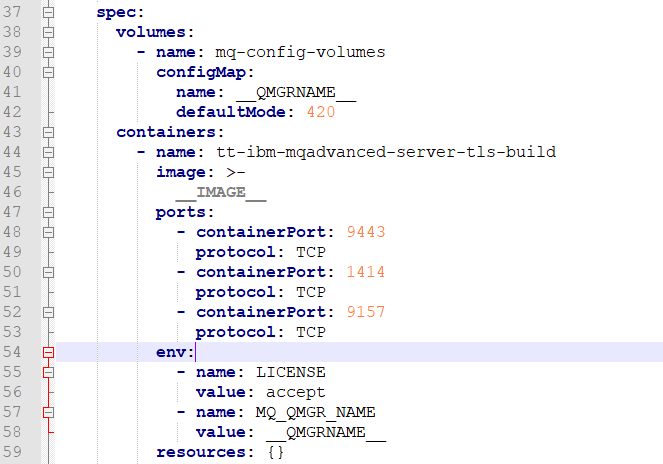 37 spec:
38 volumes:
39 - name: mq-config-volumes
40 configMap:
41 name: __QMGRNAME__
42 defaultMode: 420
43 containers:
44 - name: tt-ibm-mqadvanced-server-tls-build
45 image: >-
46 __IMAGE__
47 ports:
48 - containerPort: 9443
49 protocol: TCP
50 - containerPort: 1414
51 protocol: TCP
52 - containerPort: 9157
53 protocol: TCP
54 env:
55 - name: LICENSE
56 value: accept
57 - name: MQ_QMGR_NAME
58 value: __QMGRNAME__
59 resources: {}